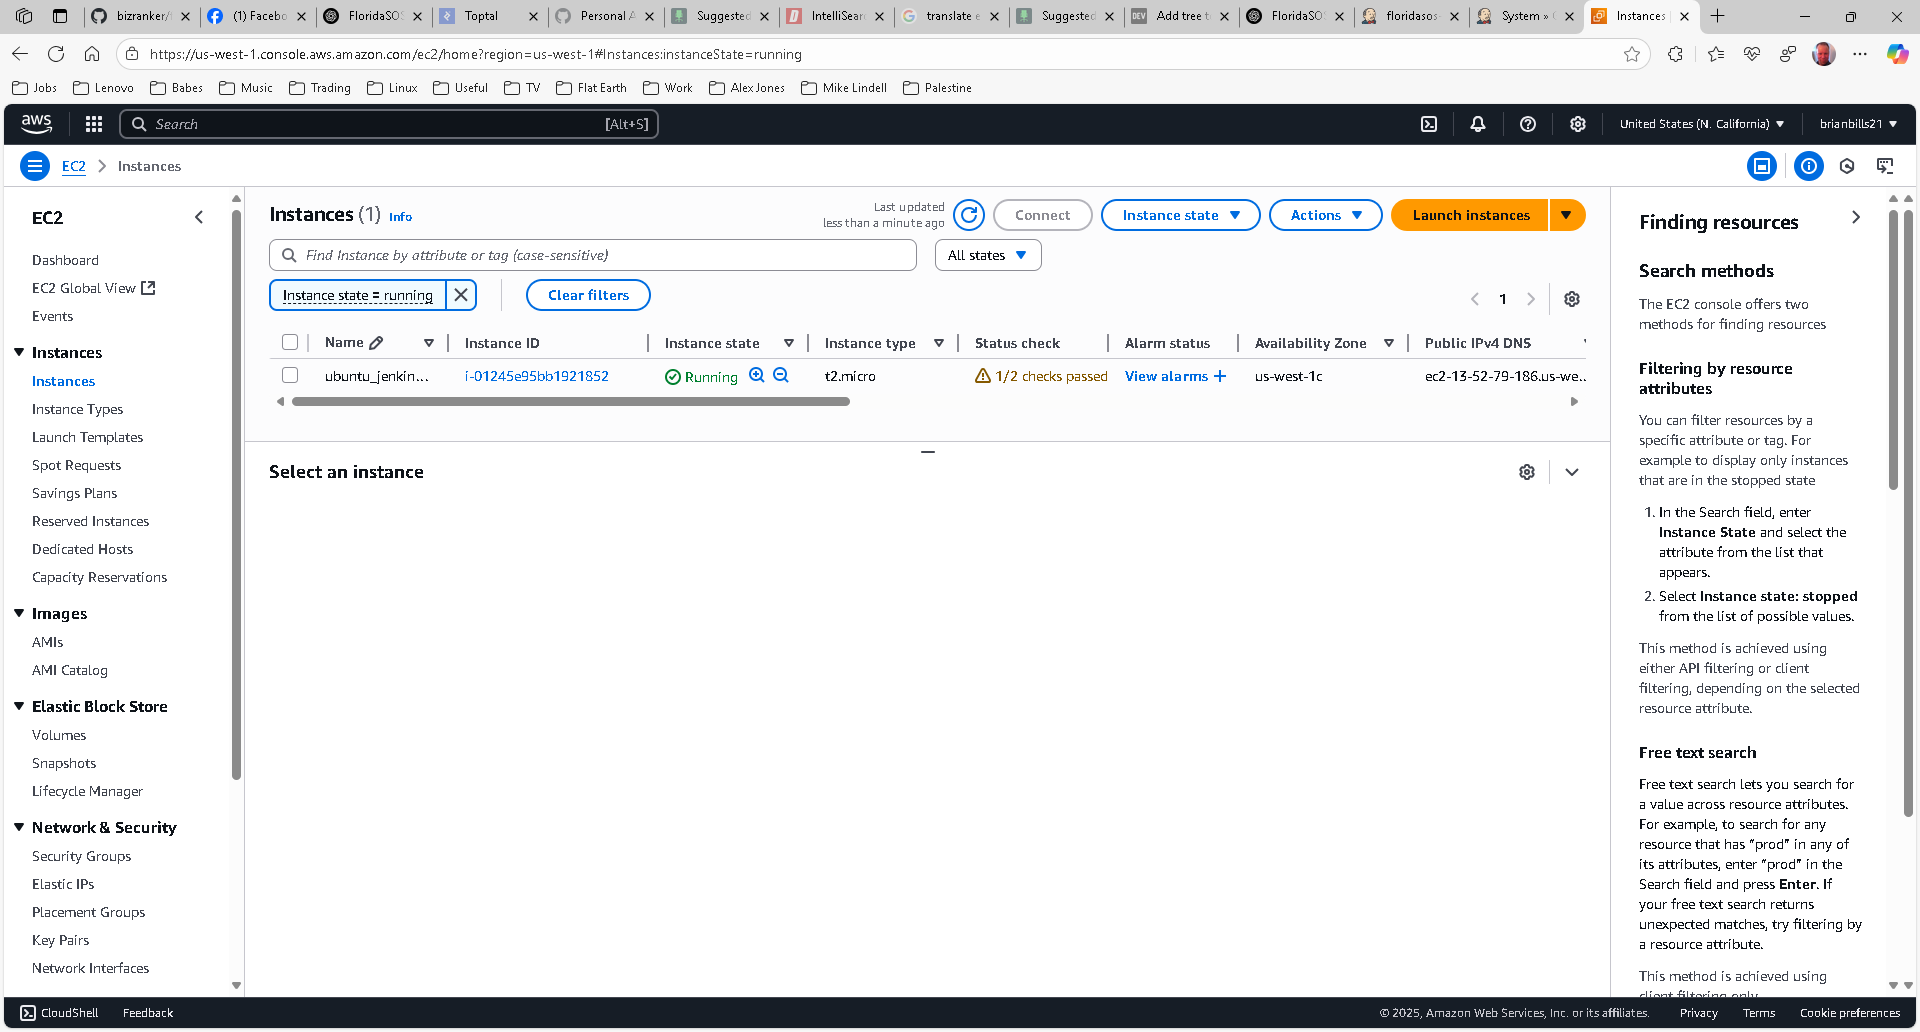 bizranker/f
(1) Facebo
FloridaSOS
Toptal
Personal A
Suggested
IntelliSear
translate e
Suggested
Add tree t
FloridaSOS
floridasos-
System » C
Instances |
https://us-west-1.console.aws.amazon.com/ec2/home?region=us-west-1#Instances:instanceState=running
Jobs
Lenovo
Babes
Music
Trading
Linux
Useful
TV
Flat Earth
Work
Alex Jones
Mike Lindell
Palestine
aws
Search
[Alt+S]
United States (N. California)
brianbills21
EC2
Instances
EC2
Dashboard
EC2 Global View
Events
Instances
Instances
Instance Types
Launch Templates
Spot Requests
Savings Plans
Reserved Instances
Dedicated Hosts
Capacity Reservations
Images
AMIs
AMI Catalog
Elastic Block Store
Volumes
Snapshots
Lifecycle Manager
Network & Security
Security Groups
Elastic IPs
Placement Groups
Key Pairs
Network Interfaces
Instances (1) Info
Last updated
less than a minute ago
Connect
Instance state
Actions
Launch instances
Find Instance by attribute or tag (case-sensitive)
All states
Instance state = running
Clear filters
1
Name
Instance ID
Instance state
Instance type
Status check
Alarm status
Availability Zone
Public IPv4 DNS
ubuntu_jenkin...
i-01245e95bb1921852
Running
t2.micro
1/2 checks passed
View alarms +
us-west-1c
ec2-13-52-79-186.us-we...
Select an instance
Finding resources
Search methods
The EC2 console offers two
methods for finding resources
Filtering by resource
attributes
You can filter resources by a
specific attribute or tag. For
example to display only instances
that are in the stopped state
1. In the Search field, enter
Instance State and select the
attribute from the list that
appears.
2. Select Instance state: stopped
from the list of possible values.
This method is achieved using
either API filtering or client
filtering, depending on the selected
resource attribute.
Free text search
Free text search lets you search for
a value across resource attributes.
For example, to search for any
resource that has “prod” in any of
its attributes, enter “prod” in the
Search field and press Enter. If
your free text search returns
unexpected matches, try filtering by
a resource attribute.
This method is achieved using
client filtering only.
CloudShell
Feedback
© 2025, Amazon Web Services, Inc. or its affiliates.
Privacy
Terms
Cookie preferences